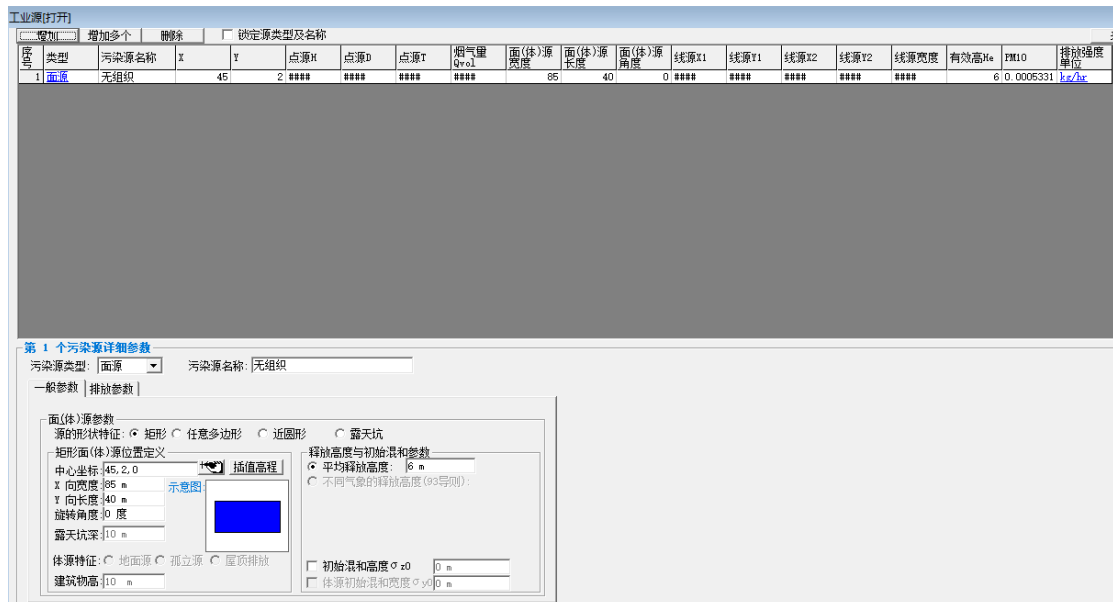 工业源[打开]
增加 增加多个 删除 锁定源类型及名称
序号 类型 污染源名称 X Y 点源H 点源D 点源T 烟气量Qvol 面(体)源宽度 面(体)源长度 面(体)源角度 线源X1 线源Y1 线源X2 线源Y2 线源宽度 有效高He PM10 排放强度单位
1 面源 无组织 45 2 #### #### #### #### 85 40 0 #### #### #### #### #### 6 0.0005331 kg/hr
第 1 个污染源详细参数
污染源类型: 面源 污染源名称: 无组织
一般参数 排放参数
面(体)源参数
源的形状特征: 矩形 任意多边形 近圆形 露天坑
矩形面(体)源位置定义 释放高度与初始混和参数
中心坐标: 45,2,0 插值高程 平均释放高度: 6 m
X 向宽度: 85 m 示意图: 不同气象的释放高度(93导则):
Y 向长度: 40 m
旋转角度: 0 度
露天坑深: 10 m
体源特征: 地面源 孤立源 屋顶排放 初始混和高度σz0 0 m
建筑物高: 10 m 体源初始混和宽度σy0 0 m